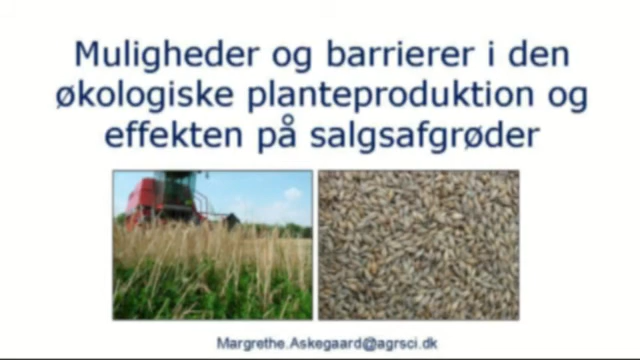 Muligheder og barrierer i den
økologiske planteproduktion og
effekten på salgsafgrøder
Margrethe.Askegaard@agrsci.dk